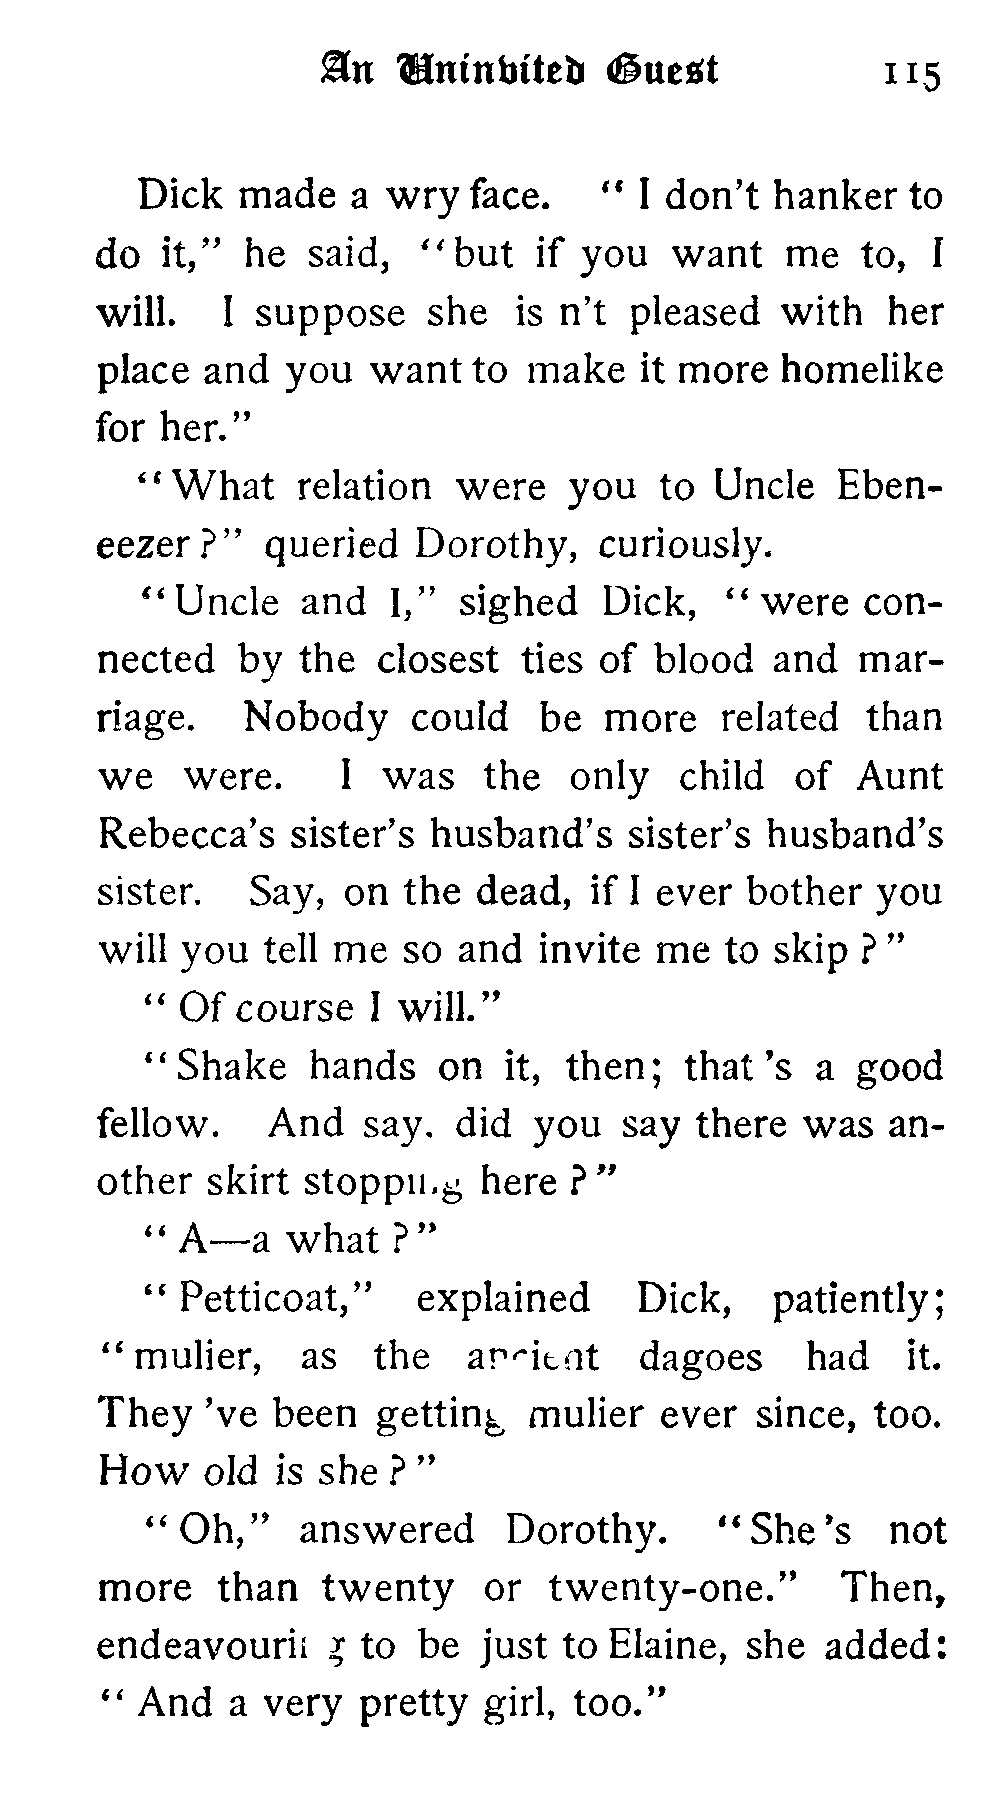 An Uninvited Guest 115
Dick made a wry face. "I don't hanker to
do it," he said, "but if you want me to, I
will. I suppose she is n't pleased with her
place and you want to make it more homelike
for her."
"What relation were you to Uncle Eben-
eezer?" queried Dorothy, curiously.
"Uncle and I," sighed Dick, "were con-
nected by the closest ties of blood and mar-
riage. Nobody could be more related than
we were. I was the only child of Aunt
Rebecca's sister's husband's sister's husband's
sister. Say, on the dead, if I ever bother you
will you tell me so and invite me to skip?"
"Of course I will."
"Shake hands on it, then; that 's a good
fellow. And say. did you say there was an-
other skirt stopping here?"
"A—a what?"
"Petticoat," explained Dick, patiently;
"mulier, as the ancient dagoes had it.
They 've been getting mulier ever since, too.
How old is she?"
"Oh," answered Dorothy. "She 's not
more than twenty or twenty-one." Then,
endeavouring to be just to Elaine, she added:
"And a very pretty girl, too."